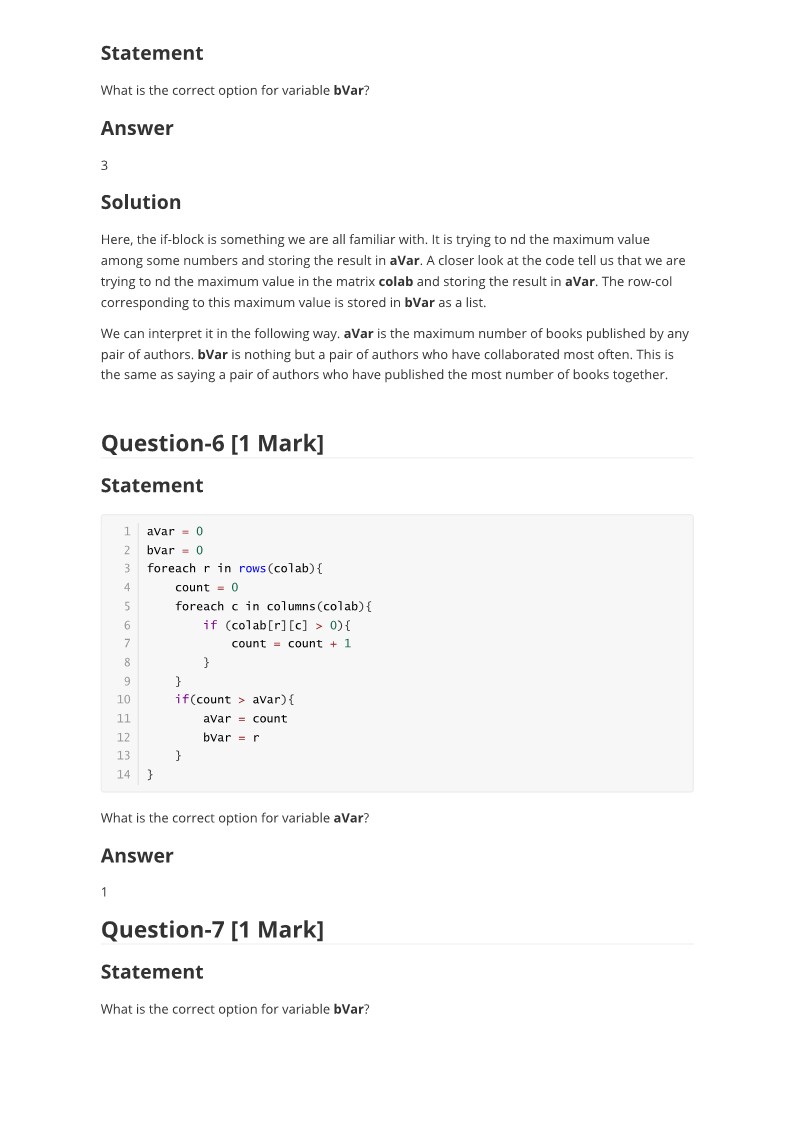 Statement
What is the correct option for variable bVar?
Answer
3
Solution
Here, the if-block is something we are all familiar with. It is trying to nd the maximum value
among some numbers and storing the result in aVar. A closer look at the code tell us that we are
trying to nd the maximum value in the matrix colab and storing the result in aVar. The row-col
corresponding to this maximum value is stored in bVar as a list.
We can interpret it in the following way. aVar is the maximum number of books published by any
pair of authors. bVar is nothing but a pair of authors who have collaborated most often. This is
the same as saying a pair of authors who have published the most number of books together.
Question-6 [1 Mark]
Statement
1 aVar = 0
2 bVar = 0
3 foreach r in rows(colab){
4     count = 0
5     foreach c in columns(colab){
6         if (colab[r][c] > 0){
7             count = count + 1
8         }
9     }
10     if(count > aVar){
11         aVar = count
12         bVar = r
13     }
14 }
What is the correct option for variable aVar?
Answer
1
Question-7 [1 Mark]
Statement
What is the correct option for variable bVar?